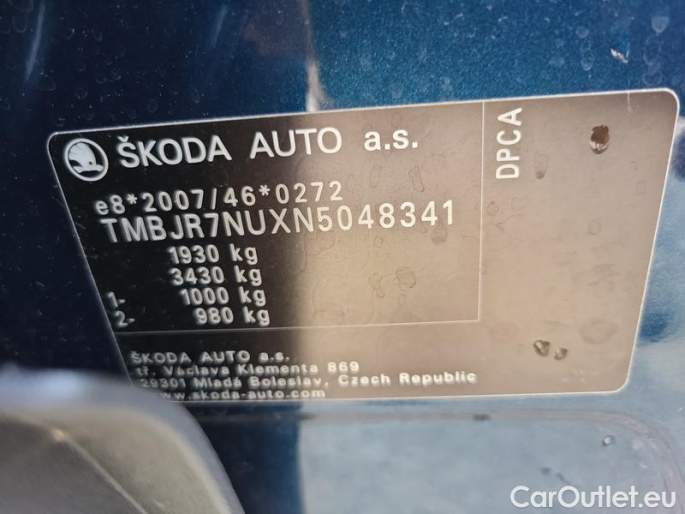 ŠKODA AUTO a.s.
DPCA
e8*2007/46*0272
TMBJR7NUXN5048341
1930 kg
3430 kg
1- 1000 kg
2- 980 kg
ŠKODA AUTO a.s.
tř. Václava Klementa 869
29301 Mladá Boleslav, Czech Republic
www.skoda-auto.com
CarOutlet.eu